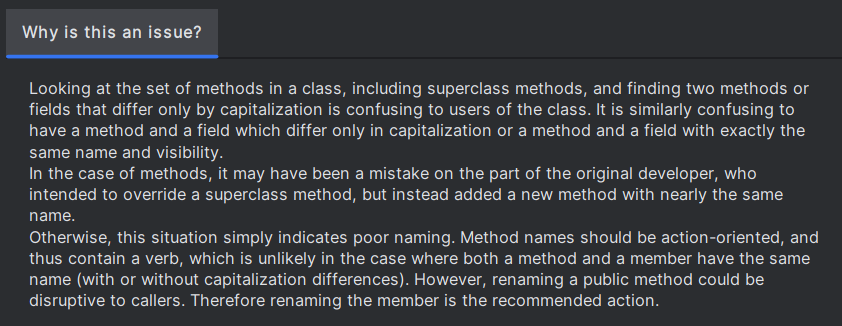 Why is this an issue?
Looking at the set of methods in a class, including superclass methods, and finding two methods or
fields that differ only by capitalization is confusing to users of the class. It is similarly confusing to
have a method and a field which differ only in capitalization or a method and a field with exactly the
same name and visibility.
In the case of methods, it may have been a mistake on the part of the original developer, who
intended to override a superclass method, but instead added a new method with nearly the same
name.
Otherwise, this situation simply indicates poor naming. Method names should be action-oriented, and
thus contain a verb, which is unlikely in the case where both a method and a member have the same
name (with or without capitalization differences). However, renaming a public method could be
disruptive to callers. Therefore renaming the member is the recommended action.